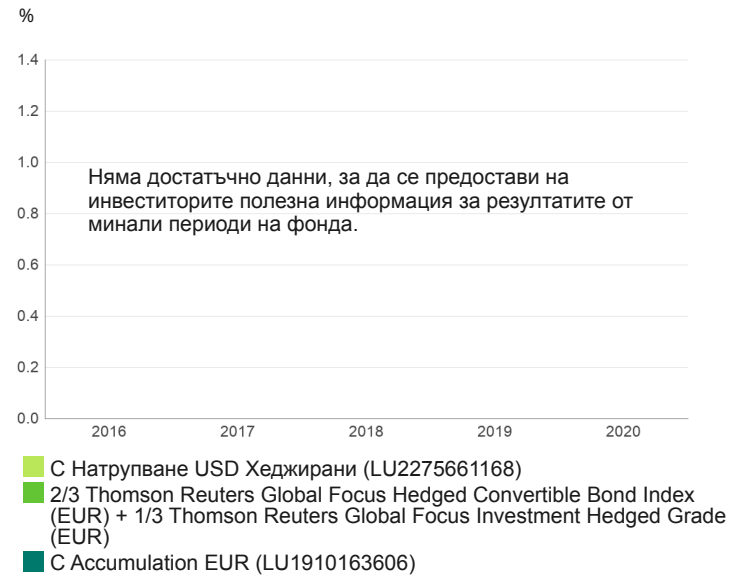 %
1.4
1.2
1.0
0.8
0.6
0.4
0.2
0.0
Няма достатъчно данни, за да се предостави на
инвеститорите полезна информация за резултатите от
минали периоди на фонда.
2016 2017 2018 2019 2020
C Натрупване USD Хеджирани (LU2275661168)
2/3 Thomson Reuters Global Focus Hedged Convertible Bond Index
(EUR) + 1/3 Thomson Reuters Global Focus Investment Hedged Grade
(EUR)
C Accumulation EUR (LU1910163606)